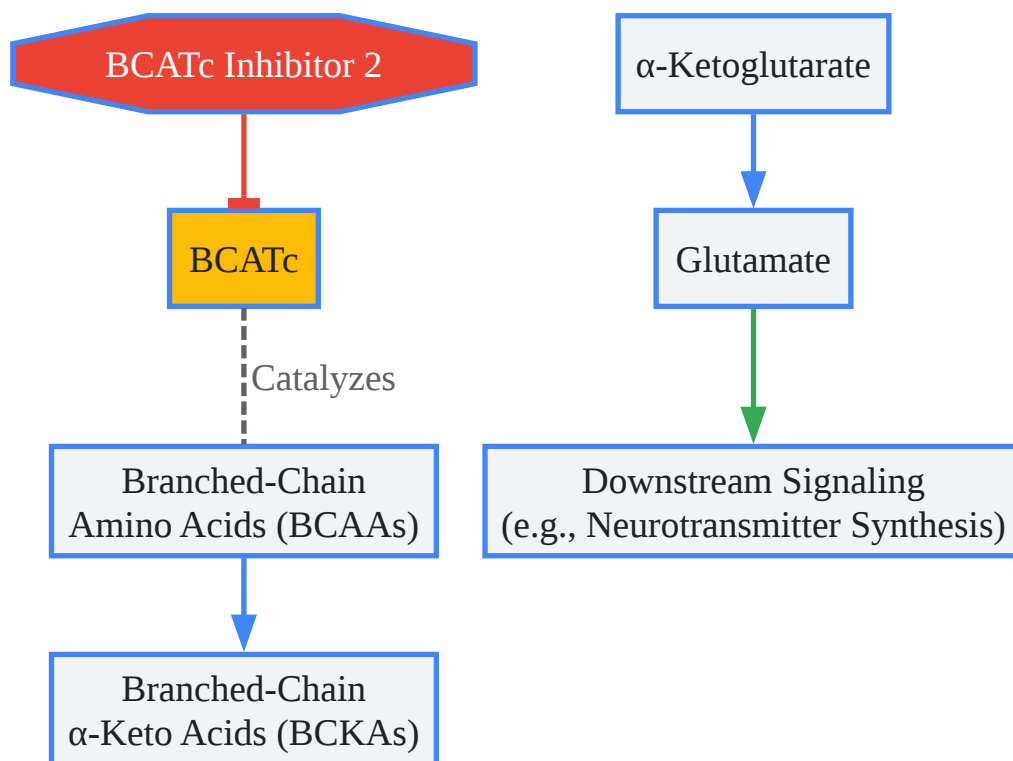 BCATc Inhibitor 2
α-Ketoglutarate
BCATc
Glutamate
Catalyzes
Branched-Chain
Amino Acids (BCAAs)
Downstream Signaling
(e.g., Neurotransmitter Synthesis)
Branched-Chain
α-Keto Acids (BCKAs)